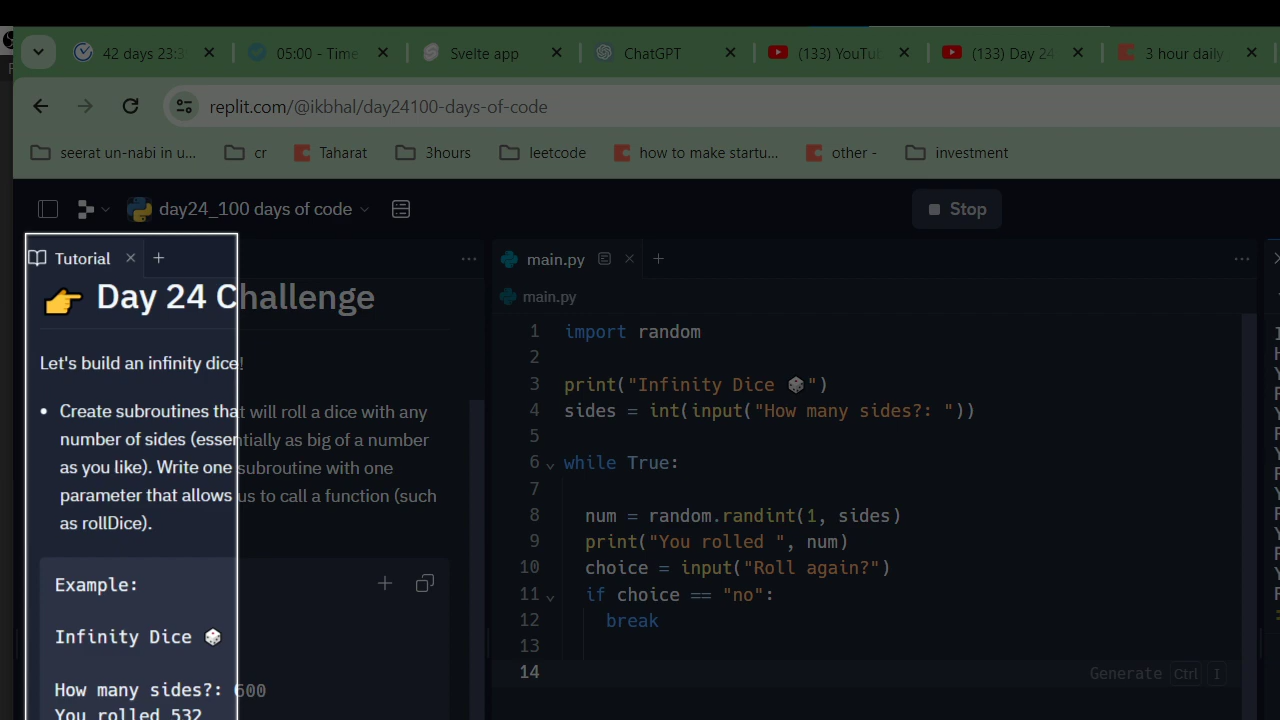 42 days 23:3
05:00 - Time
Svelte app
ChatGPT
(133) YouTub
(133) Day 24
3 hour daily
replit.com/@ikbhal/day24100-days-of-code
seerat un-nabi in u...
cr
Taharat
3hours
leetcode
how to make startu...
other -
investment
day24_100 days of code
Stop
Tutorial
👉 Day 24 Challenge
Let's build an infinity dice!
• Create subroutines that will roll a dice with any
number of sides (essentially as big of a number
as you like). Write one subroutine with one
parameter that allows us to call a function (such
as rollDice).
Example:
Infinity Dice 🎲
How many sides?: 600
You rolled 532
main.py
main.py
1 import random
2
3 print("Infinity Dice 🎲")
4 sides = int(input("How many sides?: "))
5
6 while True:
7
8 num = random.randint(1, sides)
9 print("You rolled ", num)
10 choice = input("Roll again?")
11 if choice == "no":
12 break
13
14
Generate Ctrl I